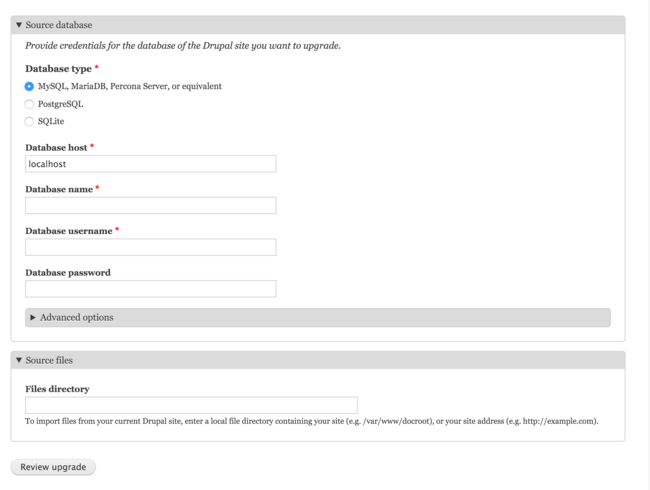 Source database
Provide credentials for the database of the Drupal site you want to upgrade.
Database type *
MySQL, MariaDB, Percona Server, or equivalent
PostgreSQL
SQLite
Database host *
localhost
Database name *
Database username *
Database password
Advanced options
Source files
Files directory
To import files from your current Drupal site, enter a local file directory containing your site (e.g. /var/www/docroot), or your site address (e.g. http://example.com).
Review upgrade